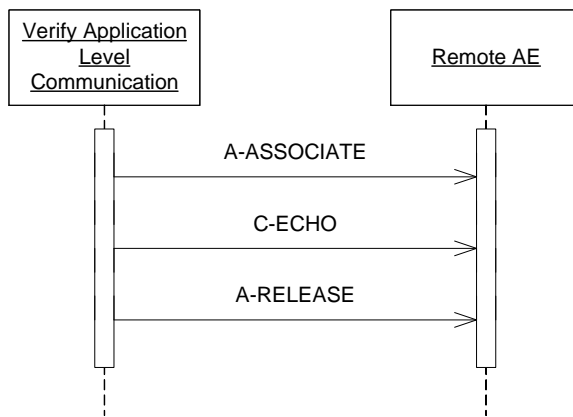 Verify Application
Level
Communication
Remote AE
A-ASSOCIATE
C-ECHO
A-RELEASE